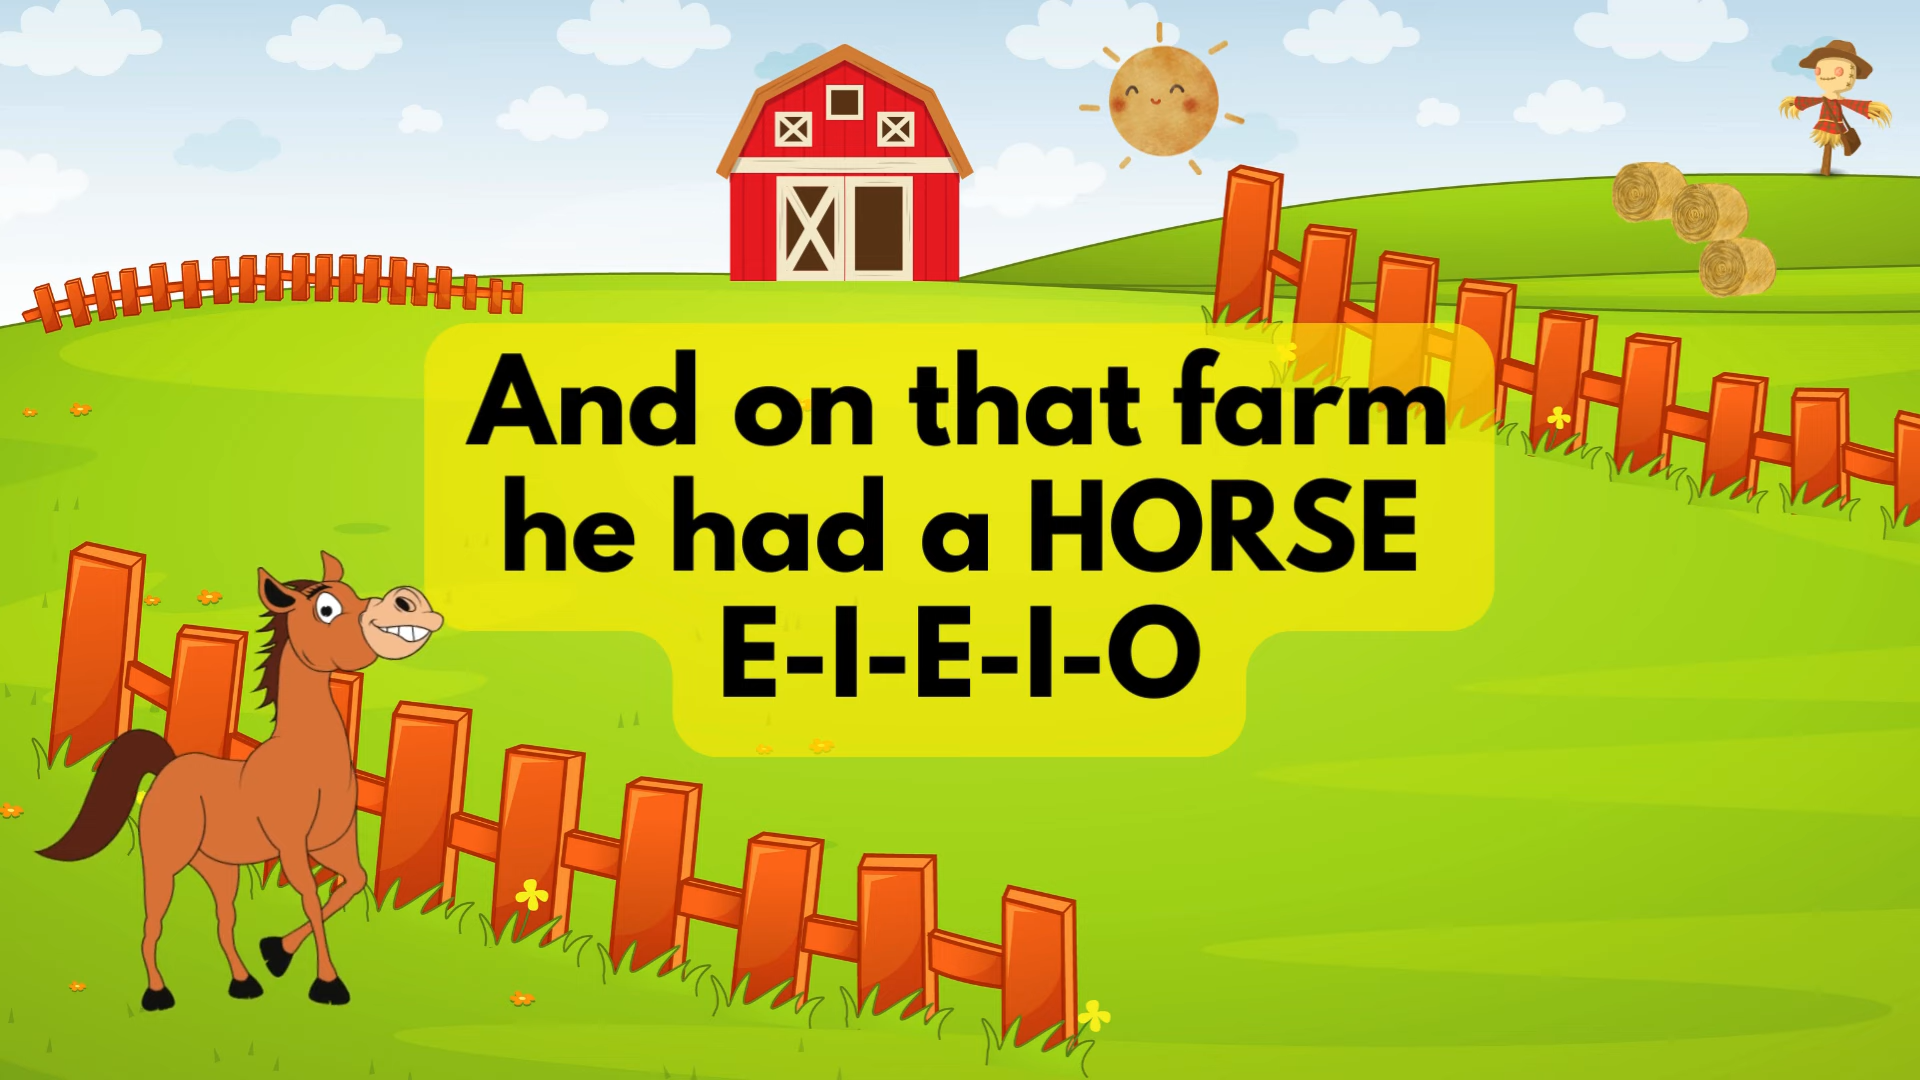 And on that farm
he had a HORSE
E-I-E-I-O